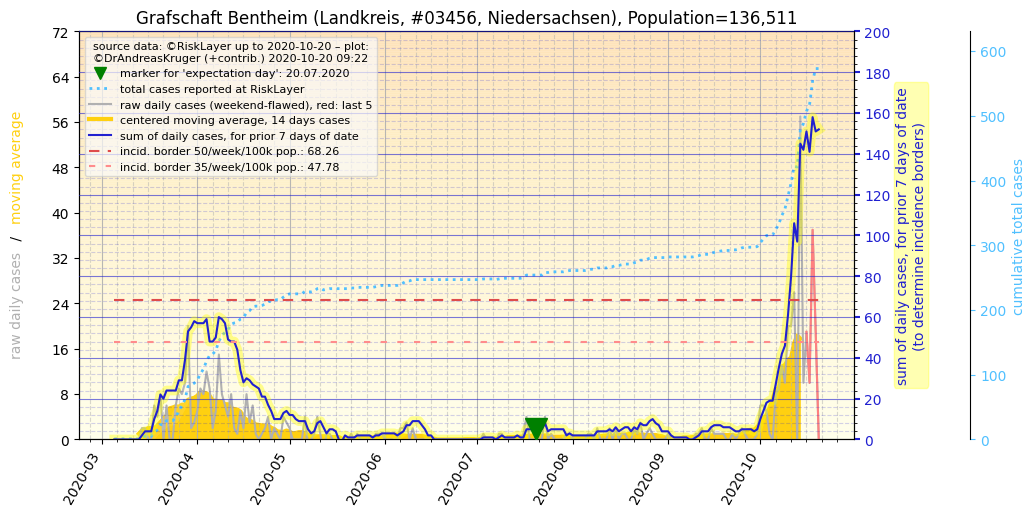 Grafschaft Bentheim (Landkreis, #03456, Niedersachsen), Population=136,511
source data: ©RiskLayer up to 2020-10-20 – plot:
©DrAndreasKruger (+contrib.) 2020-10-20 09:22
marker for 'expectation day': 20.07.2020
total cases reported at RiskLayer
raw daily cases (weekend-flawed), red: last 5
centered moving average, 14 days cases
sum of daily cases, for prior 7 days of date
incid. border 50/week/100k pop.: 68.26
incid. border 35/week/100k pop.: 47.78
raw daily cases / moving average
72
64
56
48
40
32
24
16
8
0
2020-03
2020-04
2020-05
2020-06
2020-07
2020-08
2020-09
2020-10
200
180
160
140
120
100
80
60
40
20
0
sum of daily cases, for prior 7 days of date
(to determine incidence borders)
600
500
400
300
200
100
0
cumulative total cases